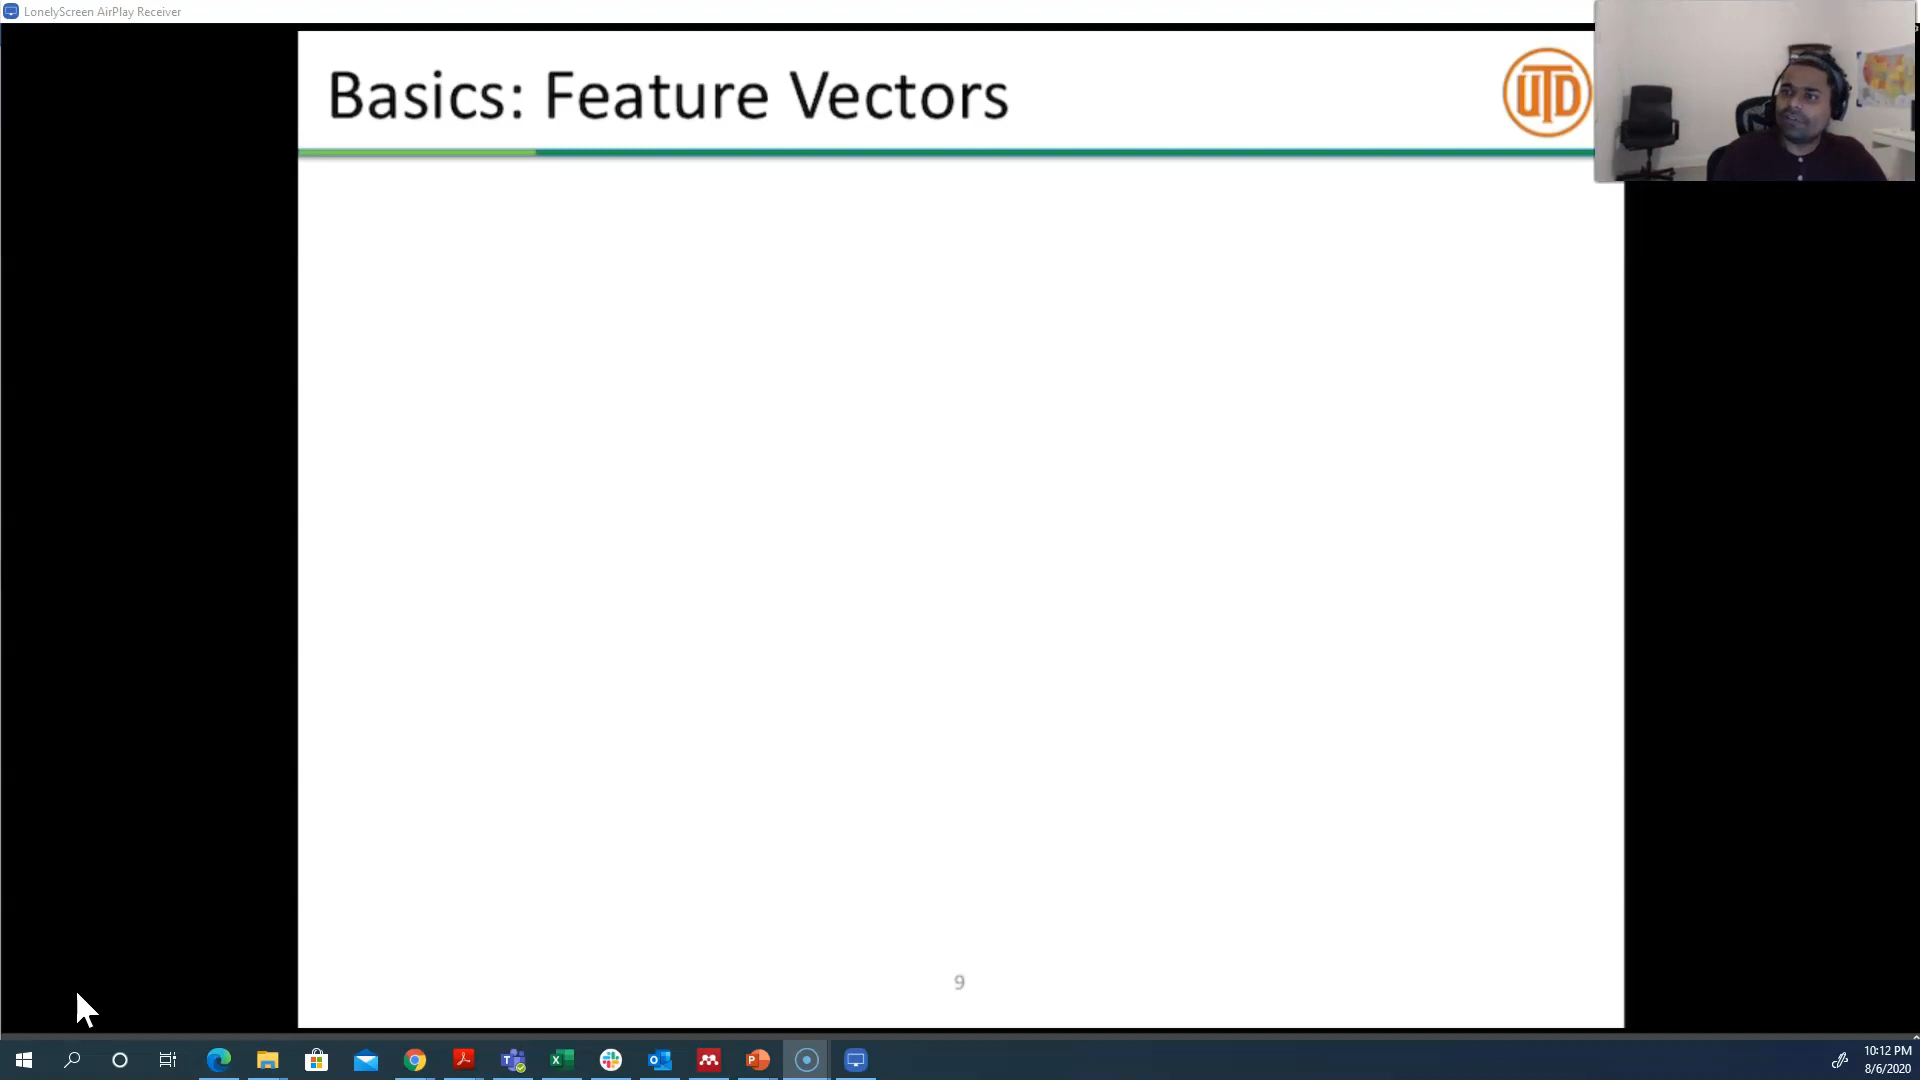 LonelyScreen AirPlay Receiver
Basics: Feature Vectors
UTD
9
10:12 PM
8/6/2020